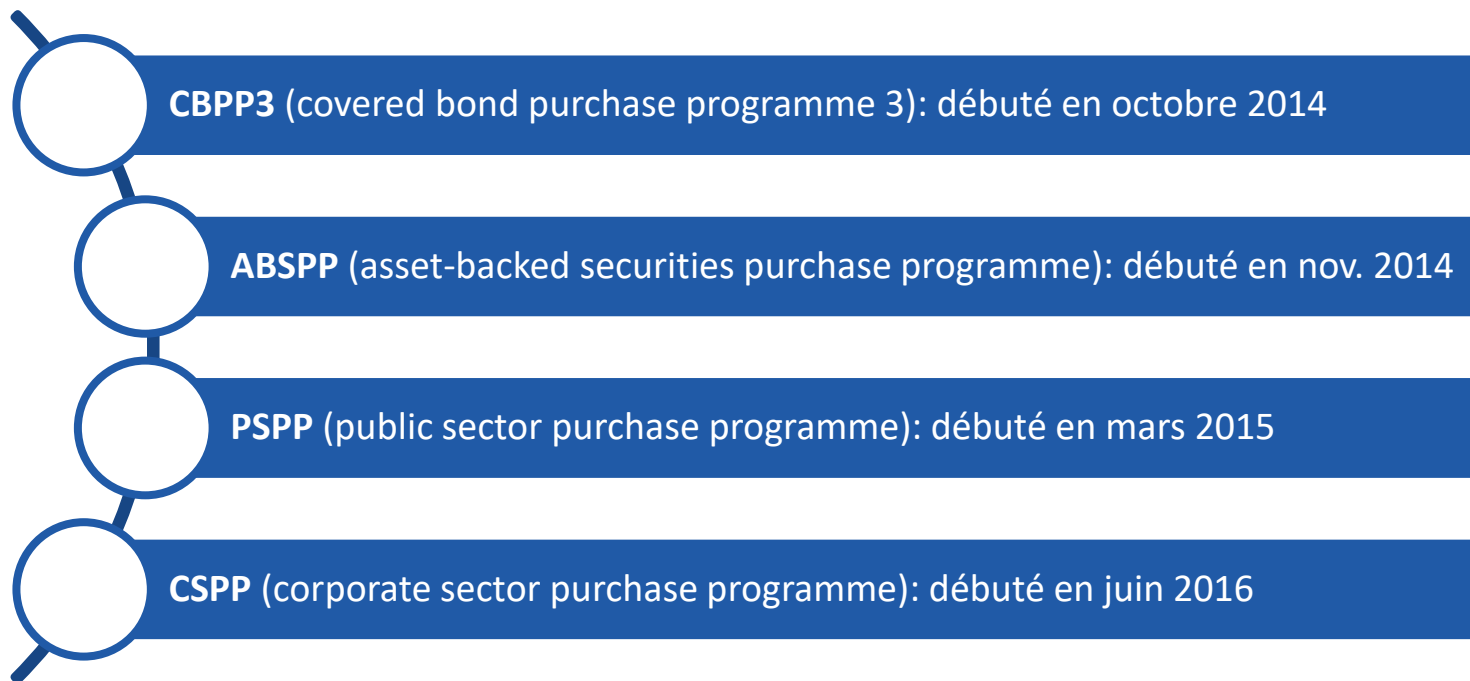 CBPP3 (covered bond purchase programme 3): débuté en octobre 2014
ABSPP (asset-backed securities purchase programme): débuté en nov. 2014
PSPP (public sector purchase programme): débuté en mars 2015
CSPP (corporate sector purchase programme): débuté en juin 2016